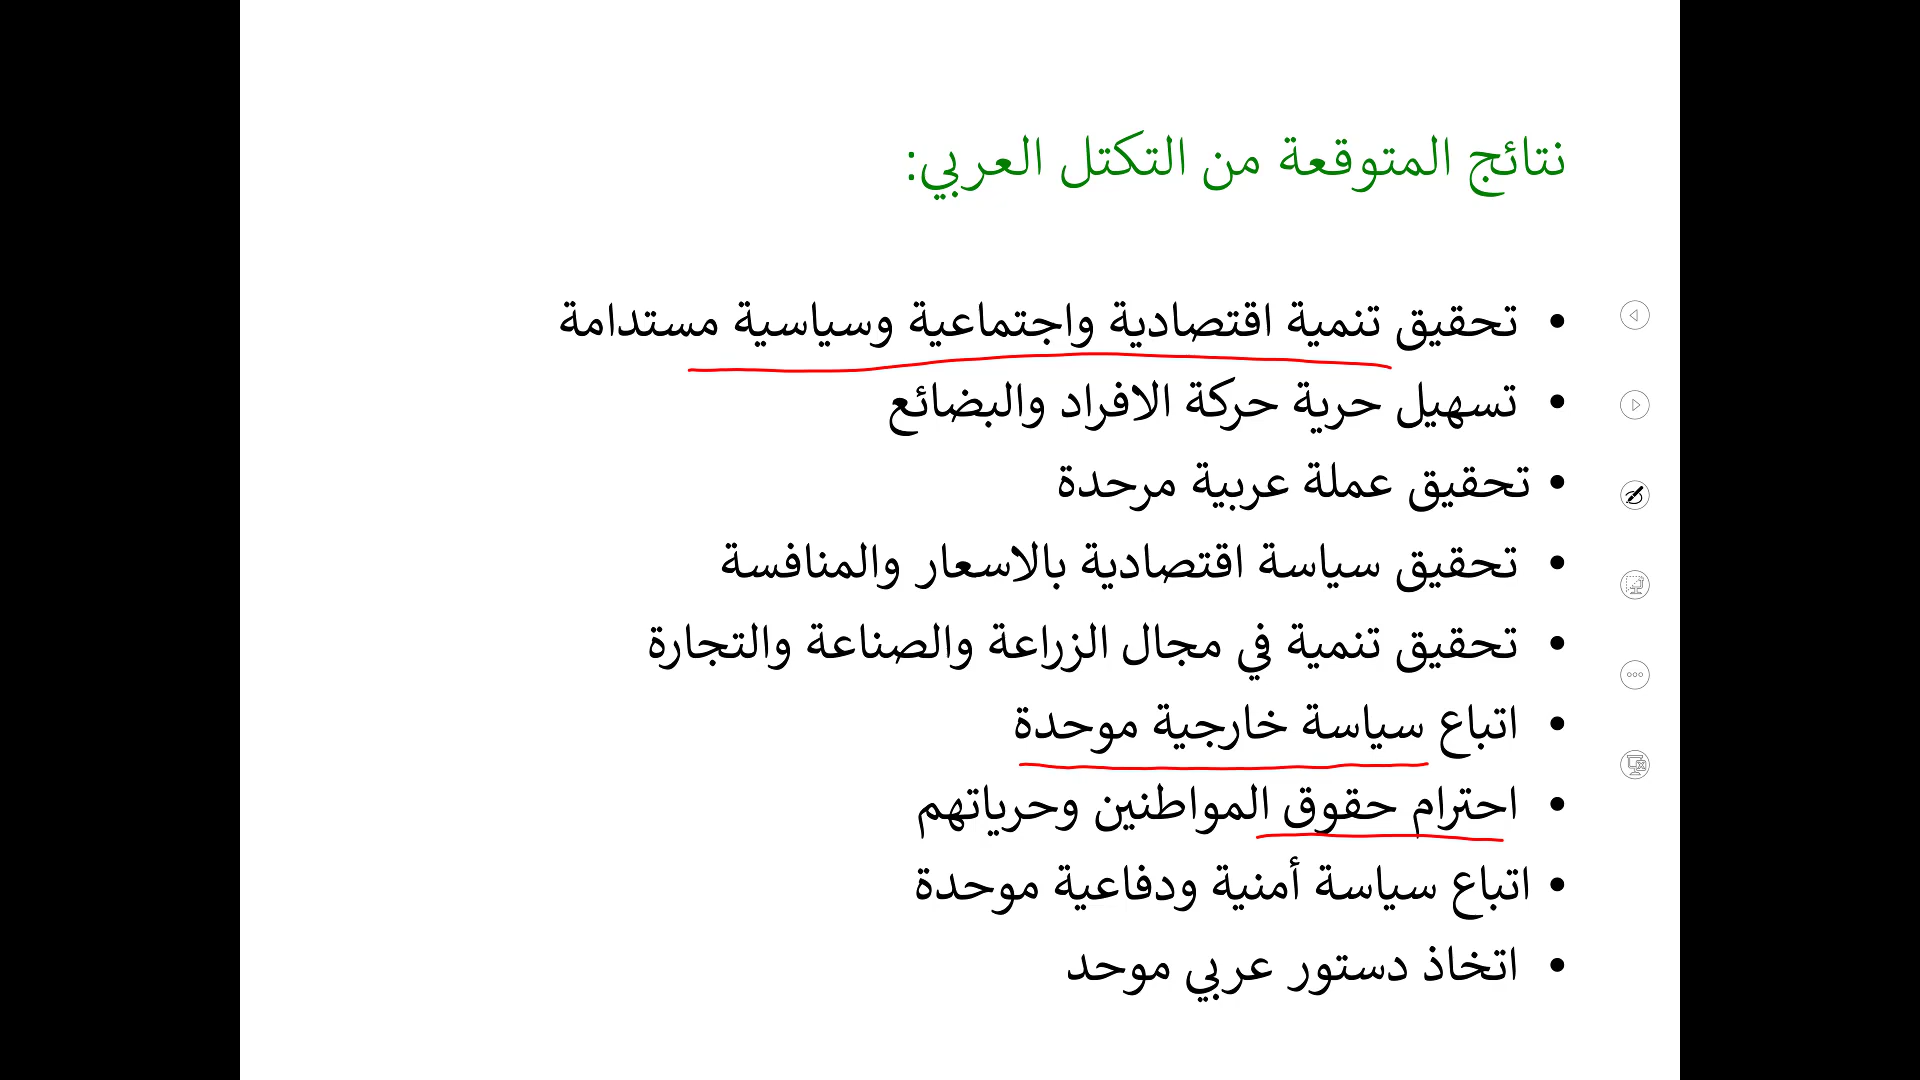 نتائج المتوقعة من التكتل العربي:
• تحقيق تنمية اقتصادية واجتماعية وسياسية مستدامة
• تسهيل حرية حركة الافراد والبضائع
• تحقيق عملة عربية مرحدة
• تحقيق سياسة اقتصادية بالاسعار والمنافسة
• تحقيق تنمية في مجال الزراعة والصناعة والتجارة
• اتباع سياسة خارجية موحدة
• احترام حقوق المواطنين وحرياتهم
• اتباع سياسة أمنية ودفاعية موحدة
• اتخاذ دستور عربي موحد